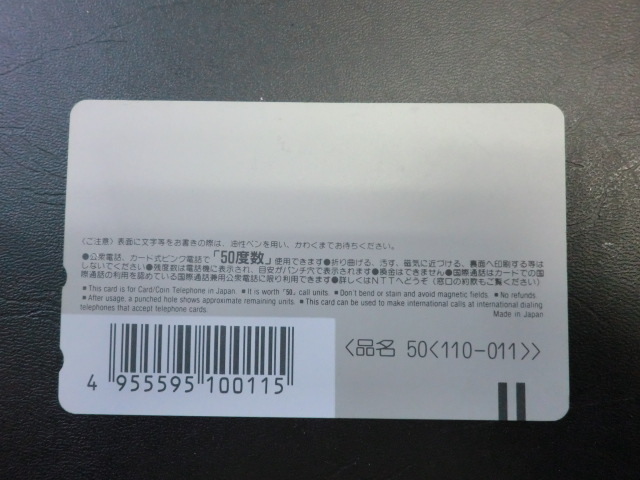 〈ご注意〉表面に文字等をお書きの際は、油性ペンを用い、かわくまでお待ちください。
●公衆電話、カード式ピンク電話で「50度数」使用できます●折り曲げる、汚す、磁気に近づける、裏面へ印刷する等は
しないでください●残度数は電話機に表示され、目安がパンチ穴で表示されます●換金はできません●国際通話はカードでの国
際通話を認めている国際通話兼用公衆電話に限り利用できます●詳しくはNTTへどうぞ（窓口の約款もご覧ください）
■ This card is for Card/Coin Telephone in Japan. ■ It is worth "50" call units. ■ Don't bend or stain and avoid magnetic fields. ■ No refunds.
■ After usage, a punched hole shows approximate remaining units. ■ This card can be used to make international calls at international dialing
telephones that accept telephone cards.
Made in Japan
4 955595 100115
〈品名 50〈110-011〉〉